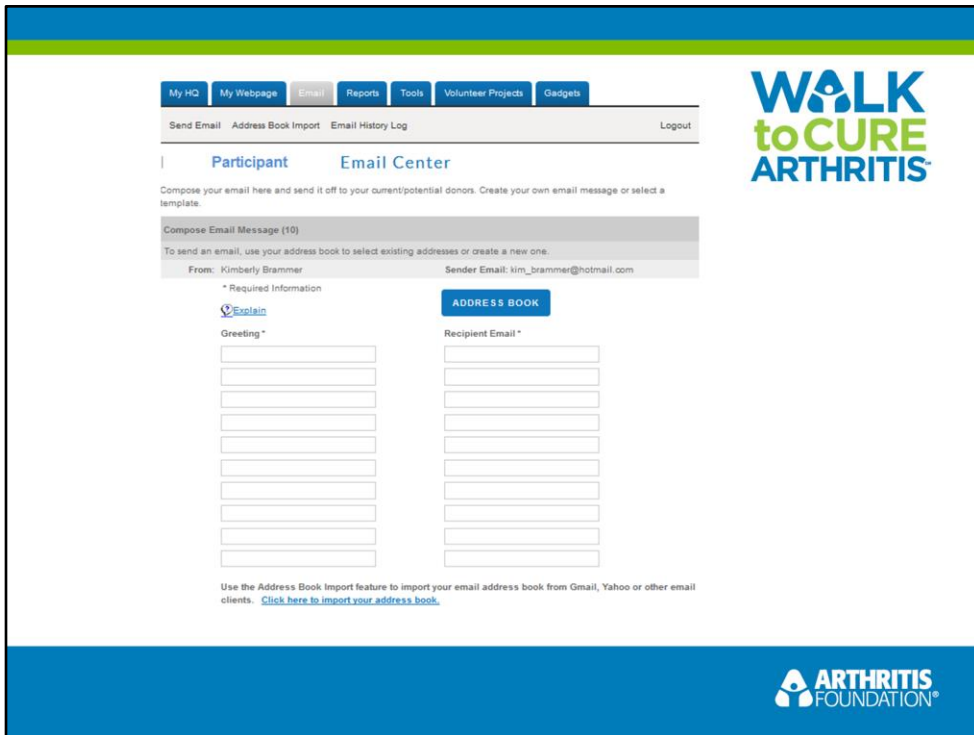 My HQ My Webpage Email Reports Tools Volunteer Projects Gadgets
Send Email Address Book Import Email History Log Logout
Participant Email Center
Compose your email here and send it off to your current/potential donors. Create your own email message or select a
template.
Compose Email Message (10)
To send an email, use your address book to select existing addresses or create a new one.
From: Kimberly Brammer Sender Email: kim_brammer@hotmail.com
* Required Information
Explain
ADDRESS BOOK
Greeting * Recipient Email *
Use the Address Book Import feature to import your email address book from Gmail, Yahoo or other email
clients. Click here to import your address book.
WALK
to CURE
ARTHRITIS
ARTHRITIS
FOUNDATION®